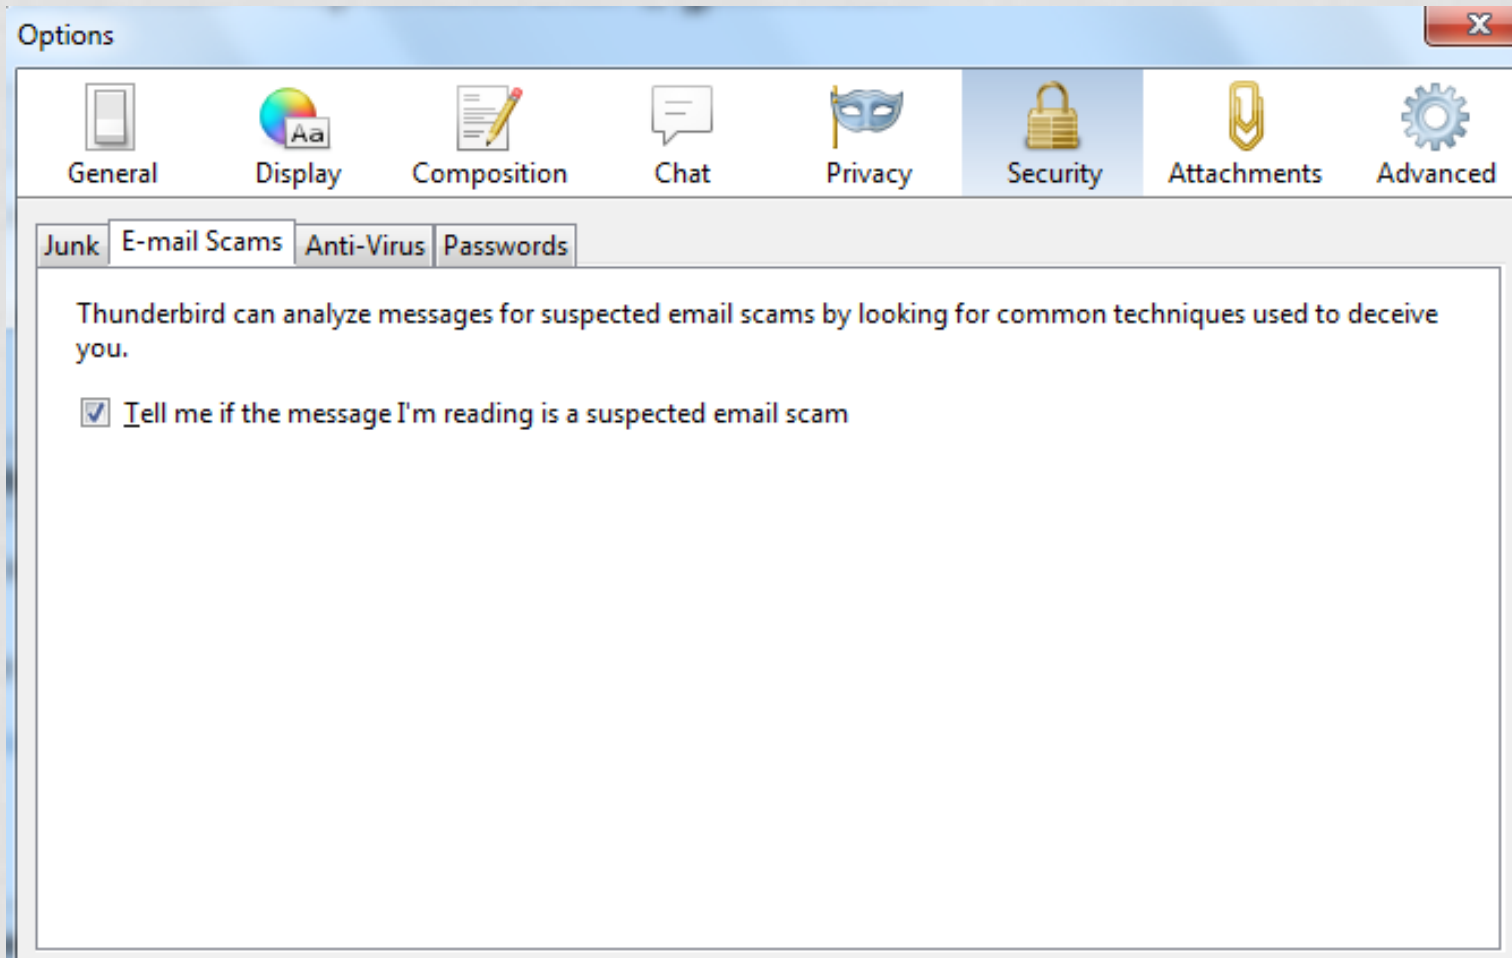 Options
General Display Composition Chat Privacy Security Attachments Advanced
Junk E-mail Scams Anti-Virus Passwords
Thunderbird can analyze messages for suspected email scams by looking for common techniques used to deceive
you.
Tell me if the message I'm reading is a suspected email scam